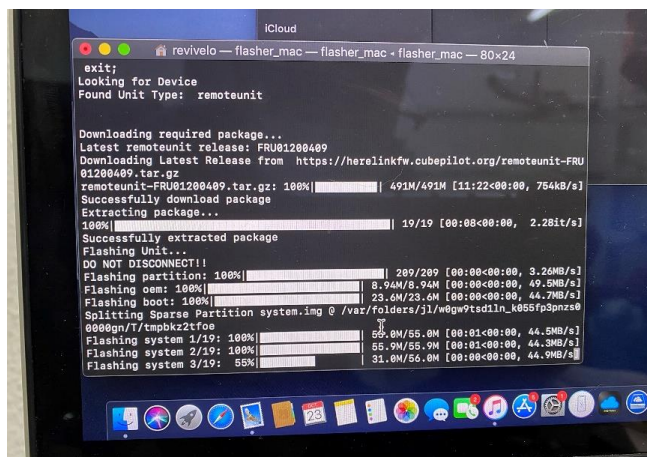 iCloud
revivelo — flasher_mac — flasher_mac ◂ flasher_mac — 80×24
exit;
Looking for Device
Found Unit Type:  remoteunit
Downloading required package...
Latest remoteunit release: FRU01200409
Downloading Latest Release from  https://herelinkfw.cubepilot.org/remoteunit-FRU
01200409.tar.gz
remoteunit-FRU01200409.tar.gz: 100%| | 491M/491M [11:22<00:00, 754kB/s]
Successfully download package
Extracting package...
100%| | 19/19 [00:08<00:00,  2.28it/s]
Successfully extracted package
Flashing Unit...
DO NOT DISCONNECT!!
Flashing partition: 100%| | 209/209 [00:00<00:00, 3.26MB/s]
Flashing oem: 100%| | 8.94M/8.94M [00:00<00:00, 49.5MB/s]
Flashing boot: 100%| | 23.6M/23.6M [00:00<00:00, 44.7MB/s]
Splitting Sparse Partition system.img @ /var/folders/jl/w0gw9tsd1ln_k055fp3pnzs0
0000gn/T/tmpbkz2tfoe
Flashing system 1/19: 100%| | 55.0M/55.0M [00:01<00:00, 44.5MB/s]
Flashing system 2/19: 100%| | 55.9M/55.9M [00:01<00:00, 44.3MB/s]
Flashing system 3/19:  55%| | 31.0M/56.0M [00:00<00:00, 44.9MB/s]
23